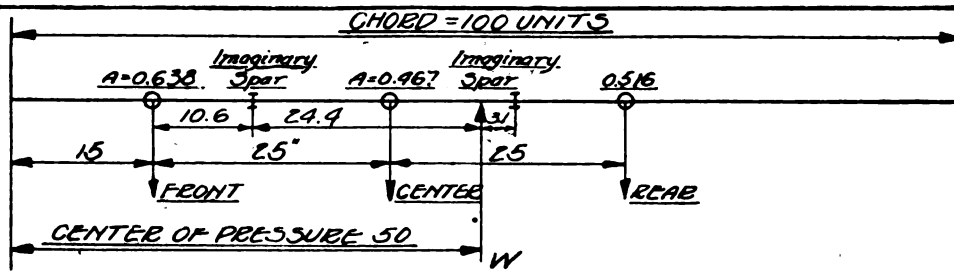 CHORD = 100 UNITS
Imaginary Spar
Imaginary Spar
A=0.638
A=0.467
0.516
10.6
24.4
3.1
15
25"
25
FRONT
CENTER
REAR
CENTER OF PRESSURE 50
W